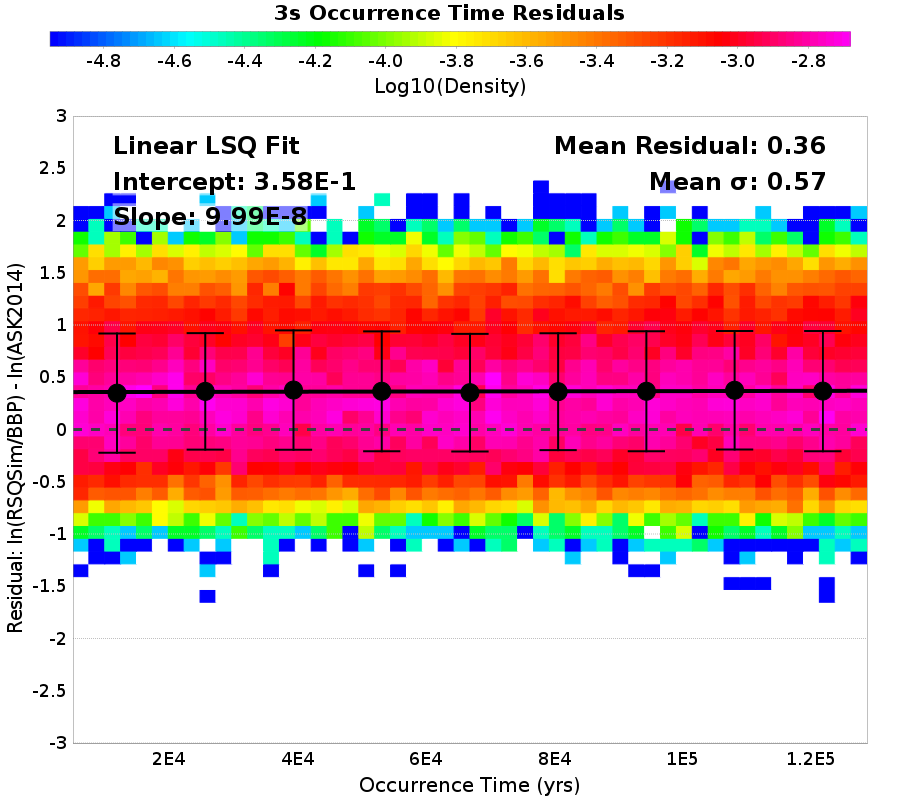 3s Occurrence Time Residuals
-4.8 -4.6 -4.4 -4.2 -4.0 -3.8 -3.6 -3.4 -3.2 -3.0 -2.8
Log10(Density)
Linear LSQ Fit
Intercept: 3.58E-1
Slope: 9.99E-8
Mean Residual: 0.36
Mean σ: 0.57
Residual: ln(RSQSim/BBP) - ln(ASK2014)
3
2.5
2
1.5
1
0.5
0
-0.5
-1
-1.5
-2
-2.5
-3
2E4 4E4 6E4 8E4 1E5 1.2E5
Occurrence Time (yrs)